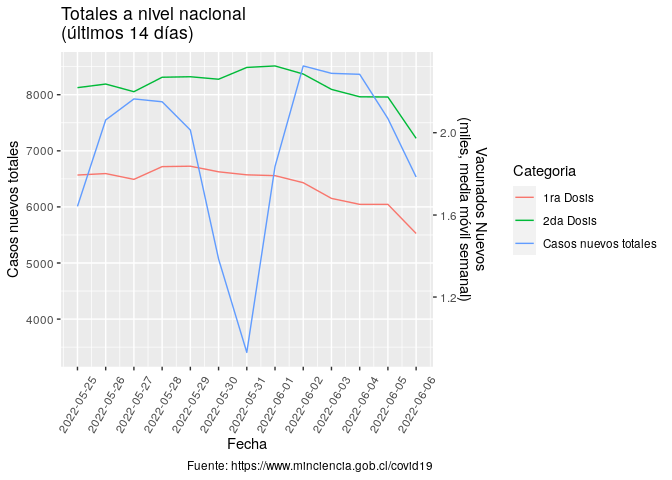 Totales a nivel nacional
(últimos 14 días)
Casos nuevos totales
8000
7000
6000
5000
4000
2.0
1.6
1.2
Vacunados Nuevos
(miles, media móvil semanal)
2022-05-25
2022-05-26
2022-05-27
2022-05-28
2022-05-29
2022-05-30
2022-05-31
2022-06-01
2022-06-02
2022-06-03
2022-06-04
2022-06-05
2022-06-06
Fecha
Categoria
1ra Dosis
2da Dosis
Casos nuevos totales
Fuente: https://www.minciencia.gob.cl/covid19